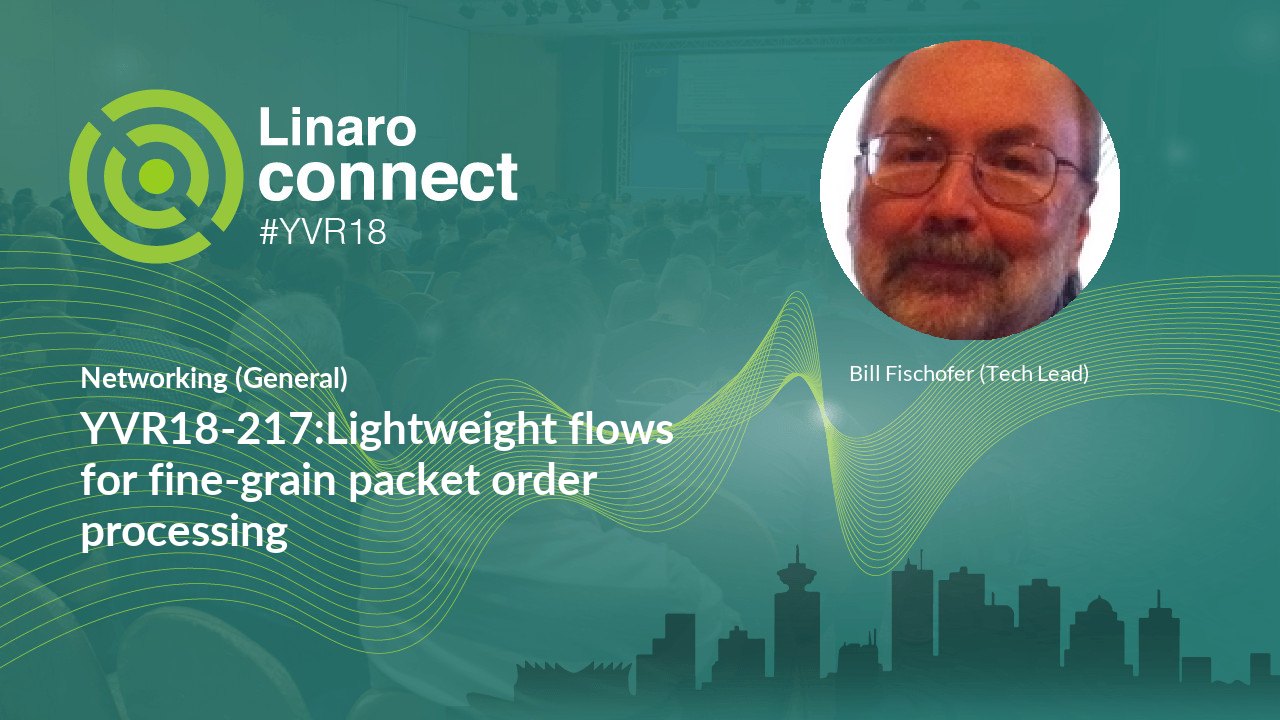 Linaro
connect
#YVR18
Networking (General)
YVR18-217:Lightweight flows
for fine-grain packet order
processing
Bill Fischofer (Tech Lead)